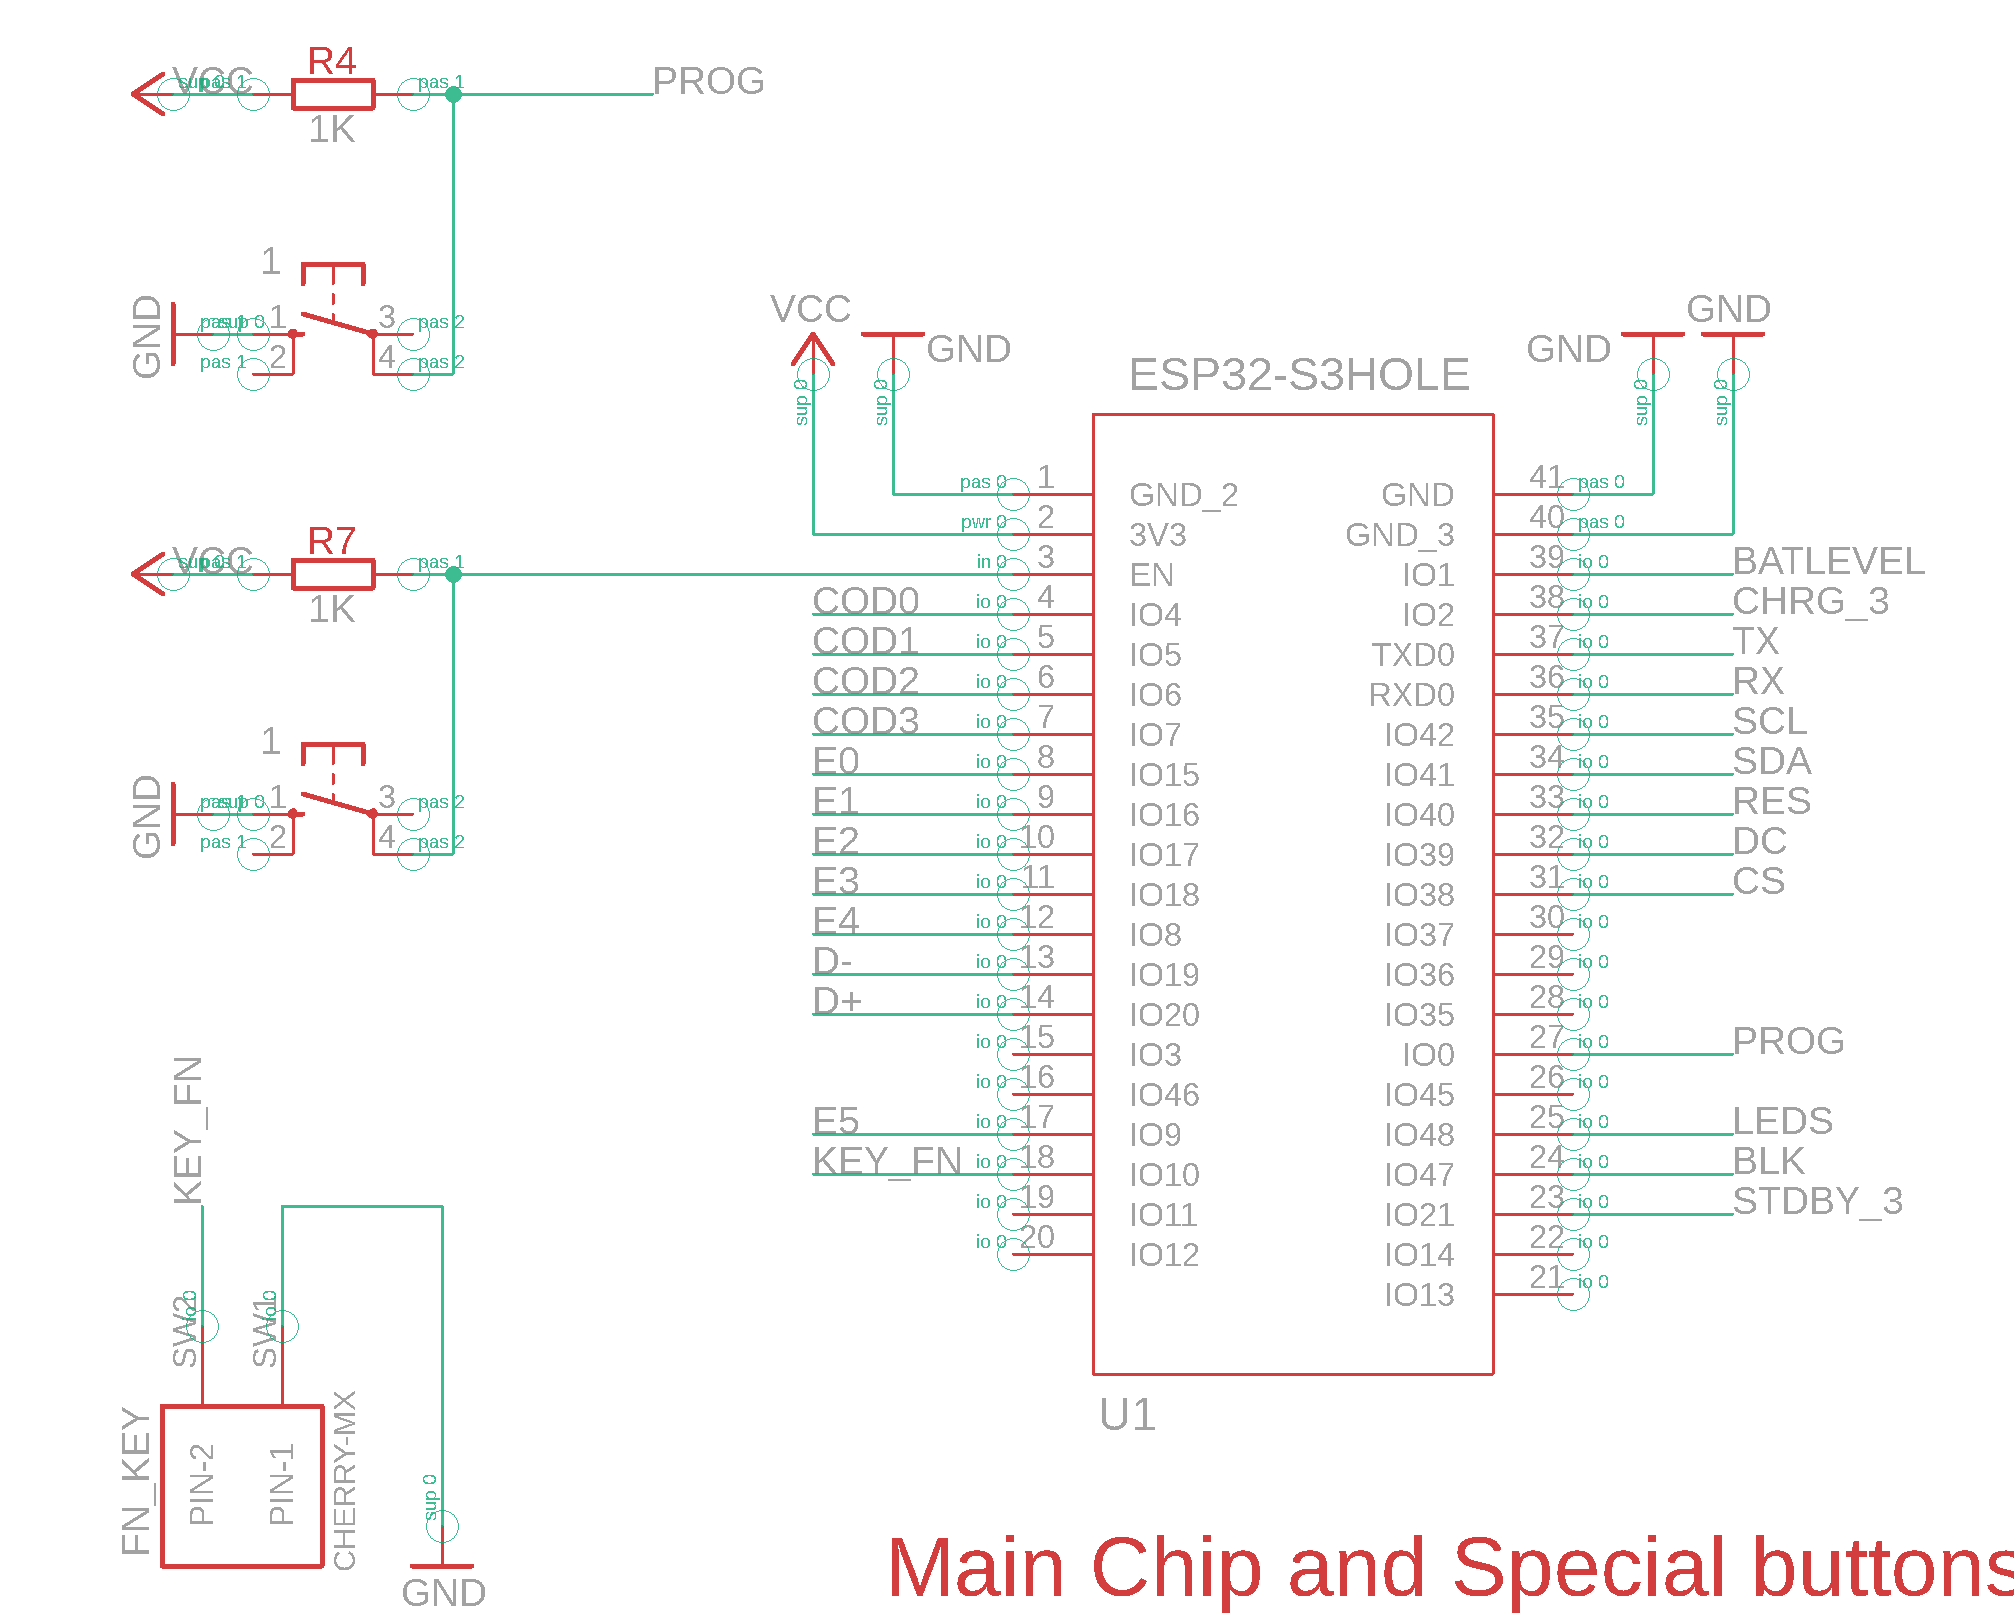 R4
VCC
sup 0
pas 1
pas 1
PROG
1K
1
GND
pas 1
sup 0
1
3
pas 2
pas 1
2
4
pas 2
R7
VCC
sup 0
pas 1
pas 1
1K
1
GND
pas 1
sup 0
1
3
pas 2
pas 1
2
4
pas 2
KEY_FN
SW2
io 0
SW1
io 0
FN_KEY
PIN-2
PIN-1
CHERRY-MX
sup 0
GND
VCC
GND
sup 0
sup 0
GND
GND
sup 0
sup 0
ESP32-S3HOLE
pas 0 1 GND_2
pwr 0 2 3V3
in 0 3 EN
COD0 io 0 4 IO4
COD1 io 0 5 IO5
COD2 io 0 6 IO6
COD3 io 0 7 IO7
E0 io 0 8 IO15
E1 io 0 9 IO16
E2 io 0 10 IO17
E3 io 0 11 IO18
E4 io 0 12 IO8
D- io 0 13 IO19
D+ io 0 14 IO20
io 0 15 IO3
io 0 16 IO46
E5 io 0 17 IO9
KEY_FN io 0 18 IO10
io 0 19 IO11
io 0 20 IO12
GND 41 pas 0
GND_3 40 pas 0
IO1 39 io 0 BATLEVEL
IO2 38 io 0 CHRG_3
TXD0 37 io 0 TX
RXD0 36 io 0 RX
IO42 35 io 0 SCL
IO41 34 io 0 SDA
IO40 33 io 0 RES
IO39 32 io 0 DC
IO38 31 io 0 CS
IO37 30 io 0
IO36 29 io 0
IO35 28 io 0
IO0 27 io 0 PROG
IO45 26 io 0
IO48 25 io 0 LEDS
IO47 24 io 0 BLK
IO21 23 io 0 STDBY_3
IO14 22 io 0
IO13 21 io 0
U1
Main Chip and Special buttons